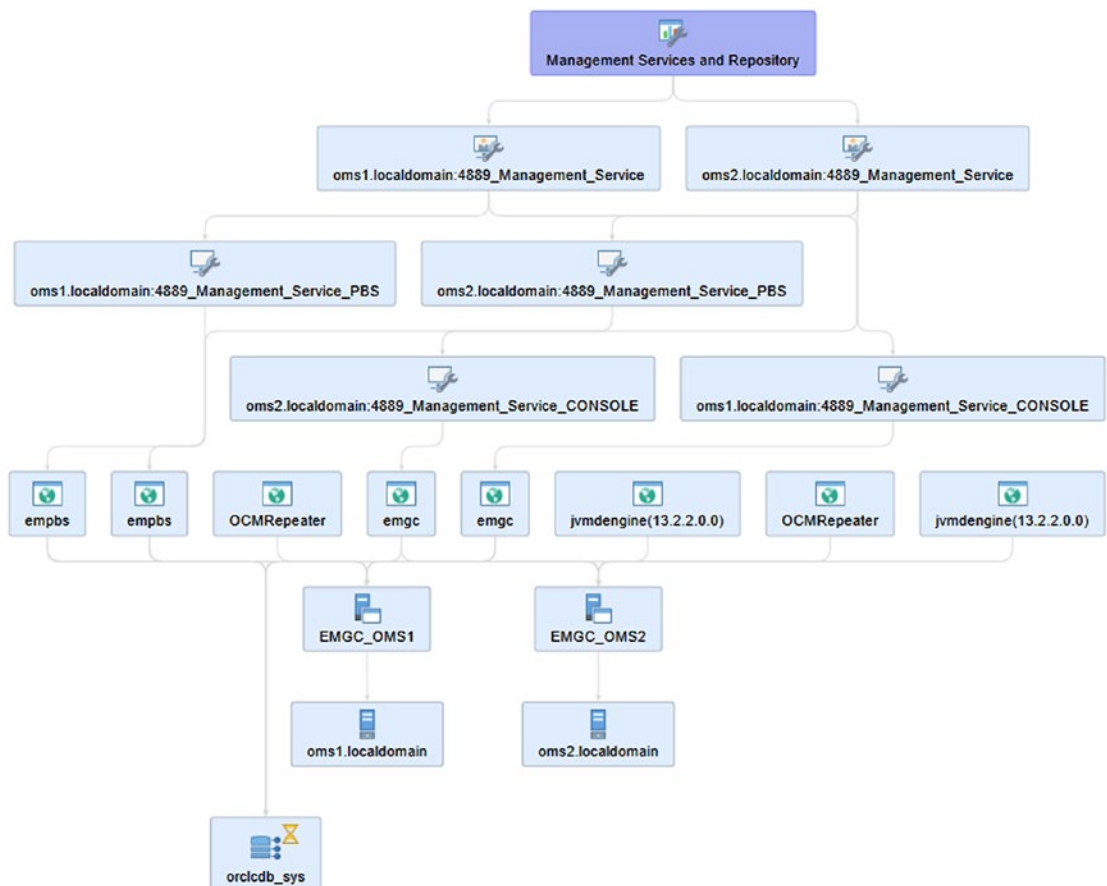 Management Services and Repository
oms1.localdomain:4889_Management_Service
oms2.localdomain:4889_Management_Service
oms1.localdomain:4889_Management_Service_PBS
oms2.localdomain:4889_Management_Service_PBS
oms2.localdomain:4889_Management_Service_CONSOLE
oms1.localdomain:4889_Management_Service_CONSOLE
empbs
empbs
OCMRepeater
emgc
emgc
jvmdengine(13.2.2.0.0)
OCMRepeater
jvmdengine(13.2.2.0.0)
EMGC_OMS1
EMGC_OMS2
oms1.localdomain
oms2.localdomain
orclcdb_sys